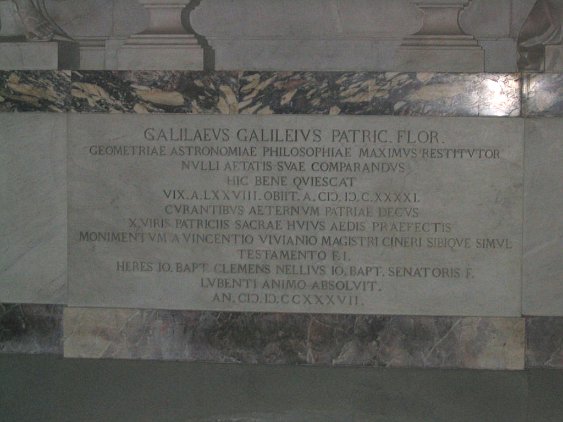 GALILAEVS GALILEIVS PATRIC. FLOR.
GEOMETRIAE ASTRONOMIAE PHILOSOPHIAE MAXIMVS RESTITVTOR
NVLLI AETATIS SVAE COMPARANDVS
HIC BENE QVIESCAT
VIX.A.LXXVIII.OBIIT.A.CIƆ.IƆ.C.XXXXI.
CVRANTIBVS AETERNVM PATRIAE DECVS
X.VIRIS PATRICIIS SACRAE HVIVS AEDIS PRAEFECTIS
MONIMENTVM A VINCENTIO VIVIANIO MAGISTRI CINERI SIBIQVE SIMVL
TESTAMENTO F.I.
HERES IO.BAPT. CLEMENS NELLIVS IO.BAPT. SENATORIS F.
LVBENTI ANIMO ABSOLVIT
AN.CIƆ.IƆ.CCXXXVII.